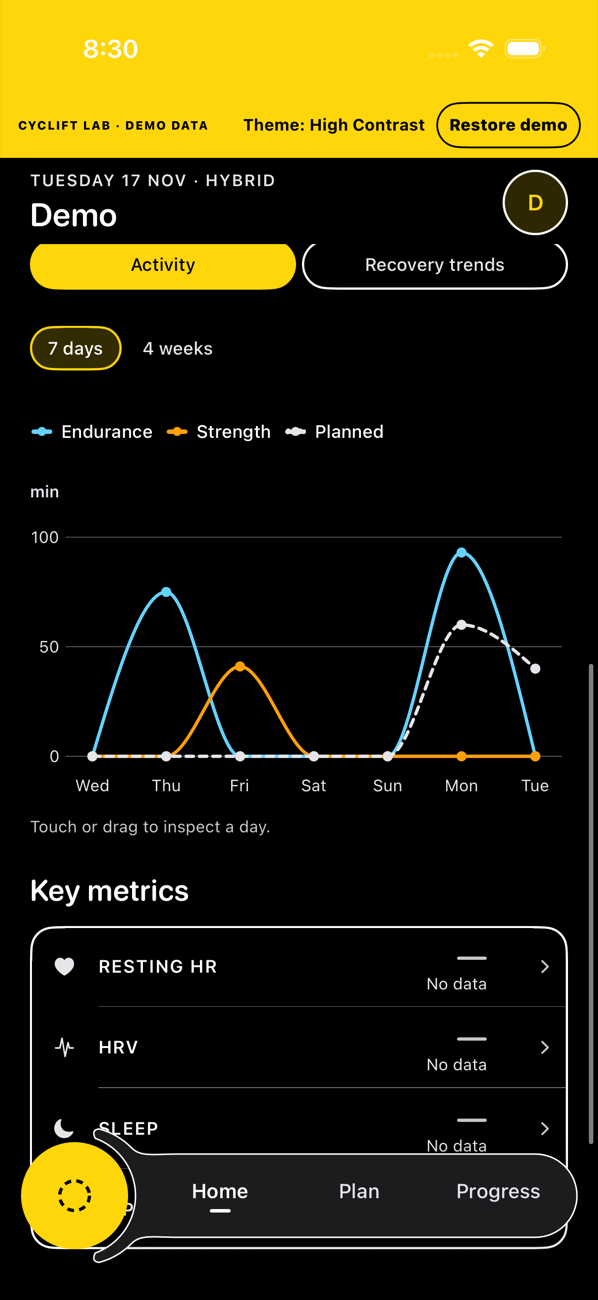 8:30
CYCLIFT LAB · DEMO DATA Theme: High Contrast Restore demo
TUESDAY 17 NOV · HYBRID
Demo
D
Activity Recovery trends
7 days 4 weeks
Endurance Strength Planned
min
100
50
0
Wed Thu Fri Sat Sun Mon Tue
Touch or drag to inspect a day.
Key metrics
RESTING HR
No data
HRV
No data
SLEEP
No data
Home Plan Progress